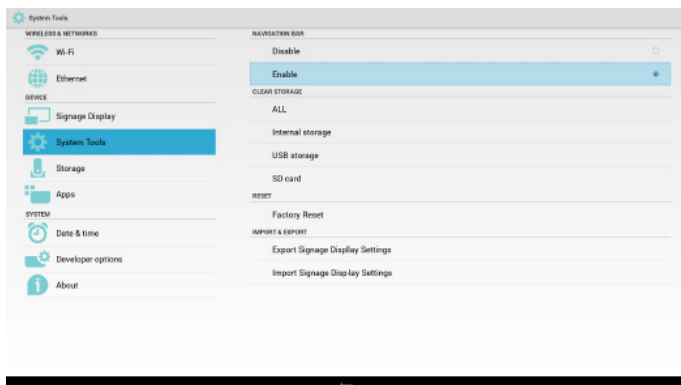 System Tools
WIRELESS & NETWORKS
Wi-Fi
Ethernet
DEVICE
Signage Display
System Tools
Storage
Apps
SYSTEM
Date & time
Developer options
About
NAVIGATION BAR
Disable
Enable
CLEAR STORAGE
ALL
Internal storage
USB storage
SD card
RESET
Factory Reset
IMPORT & EXPORT
Export Signage Display Settings
Import Signage Display Settings